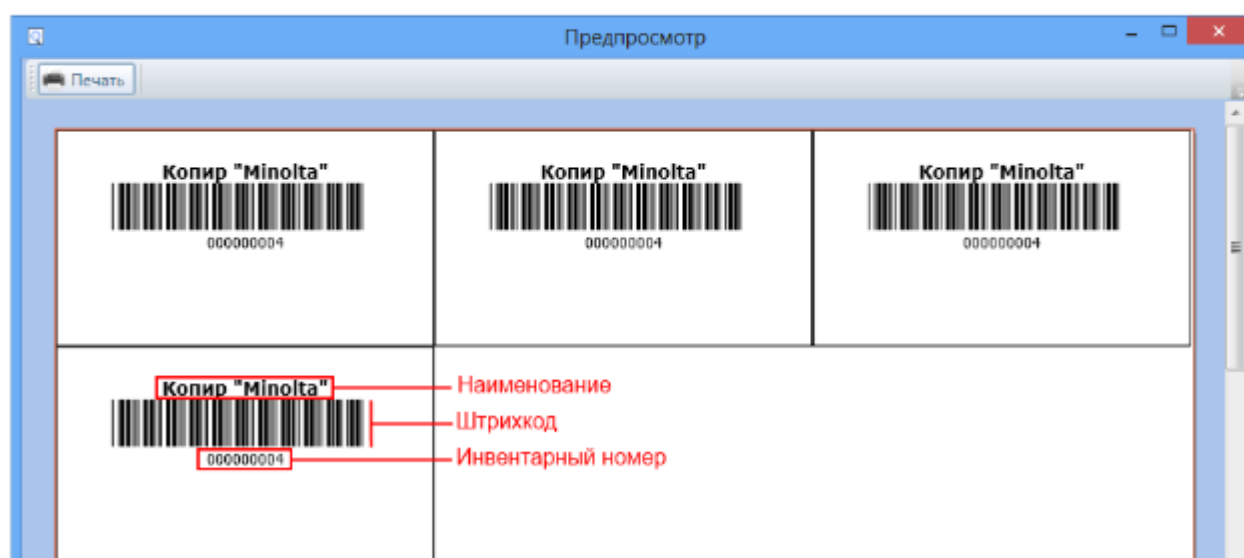 Предпросмотр
Печать
Копир "Minolta" Копир "Minolta" Копир "Minolta"
000000004 000000004 000000004
Копир "Minolta" Наименование
Штрихкод
000000004 Инвентарный номер